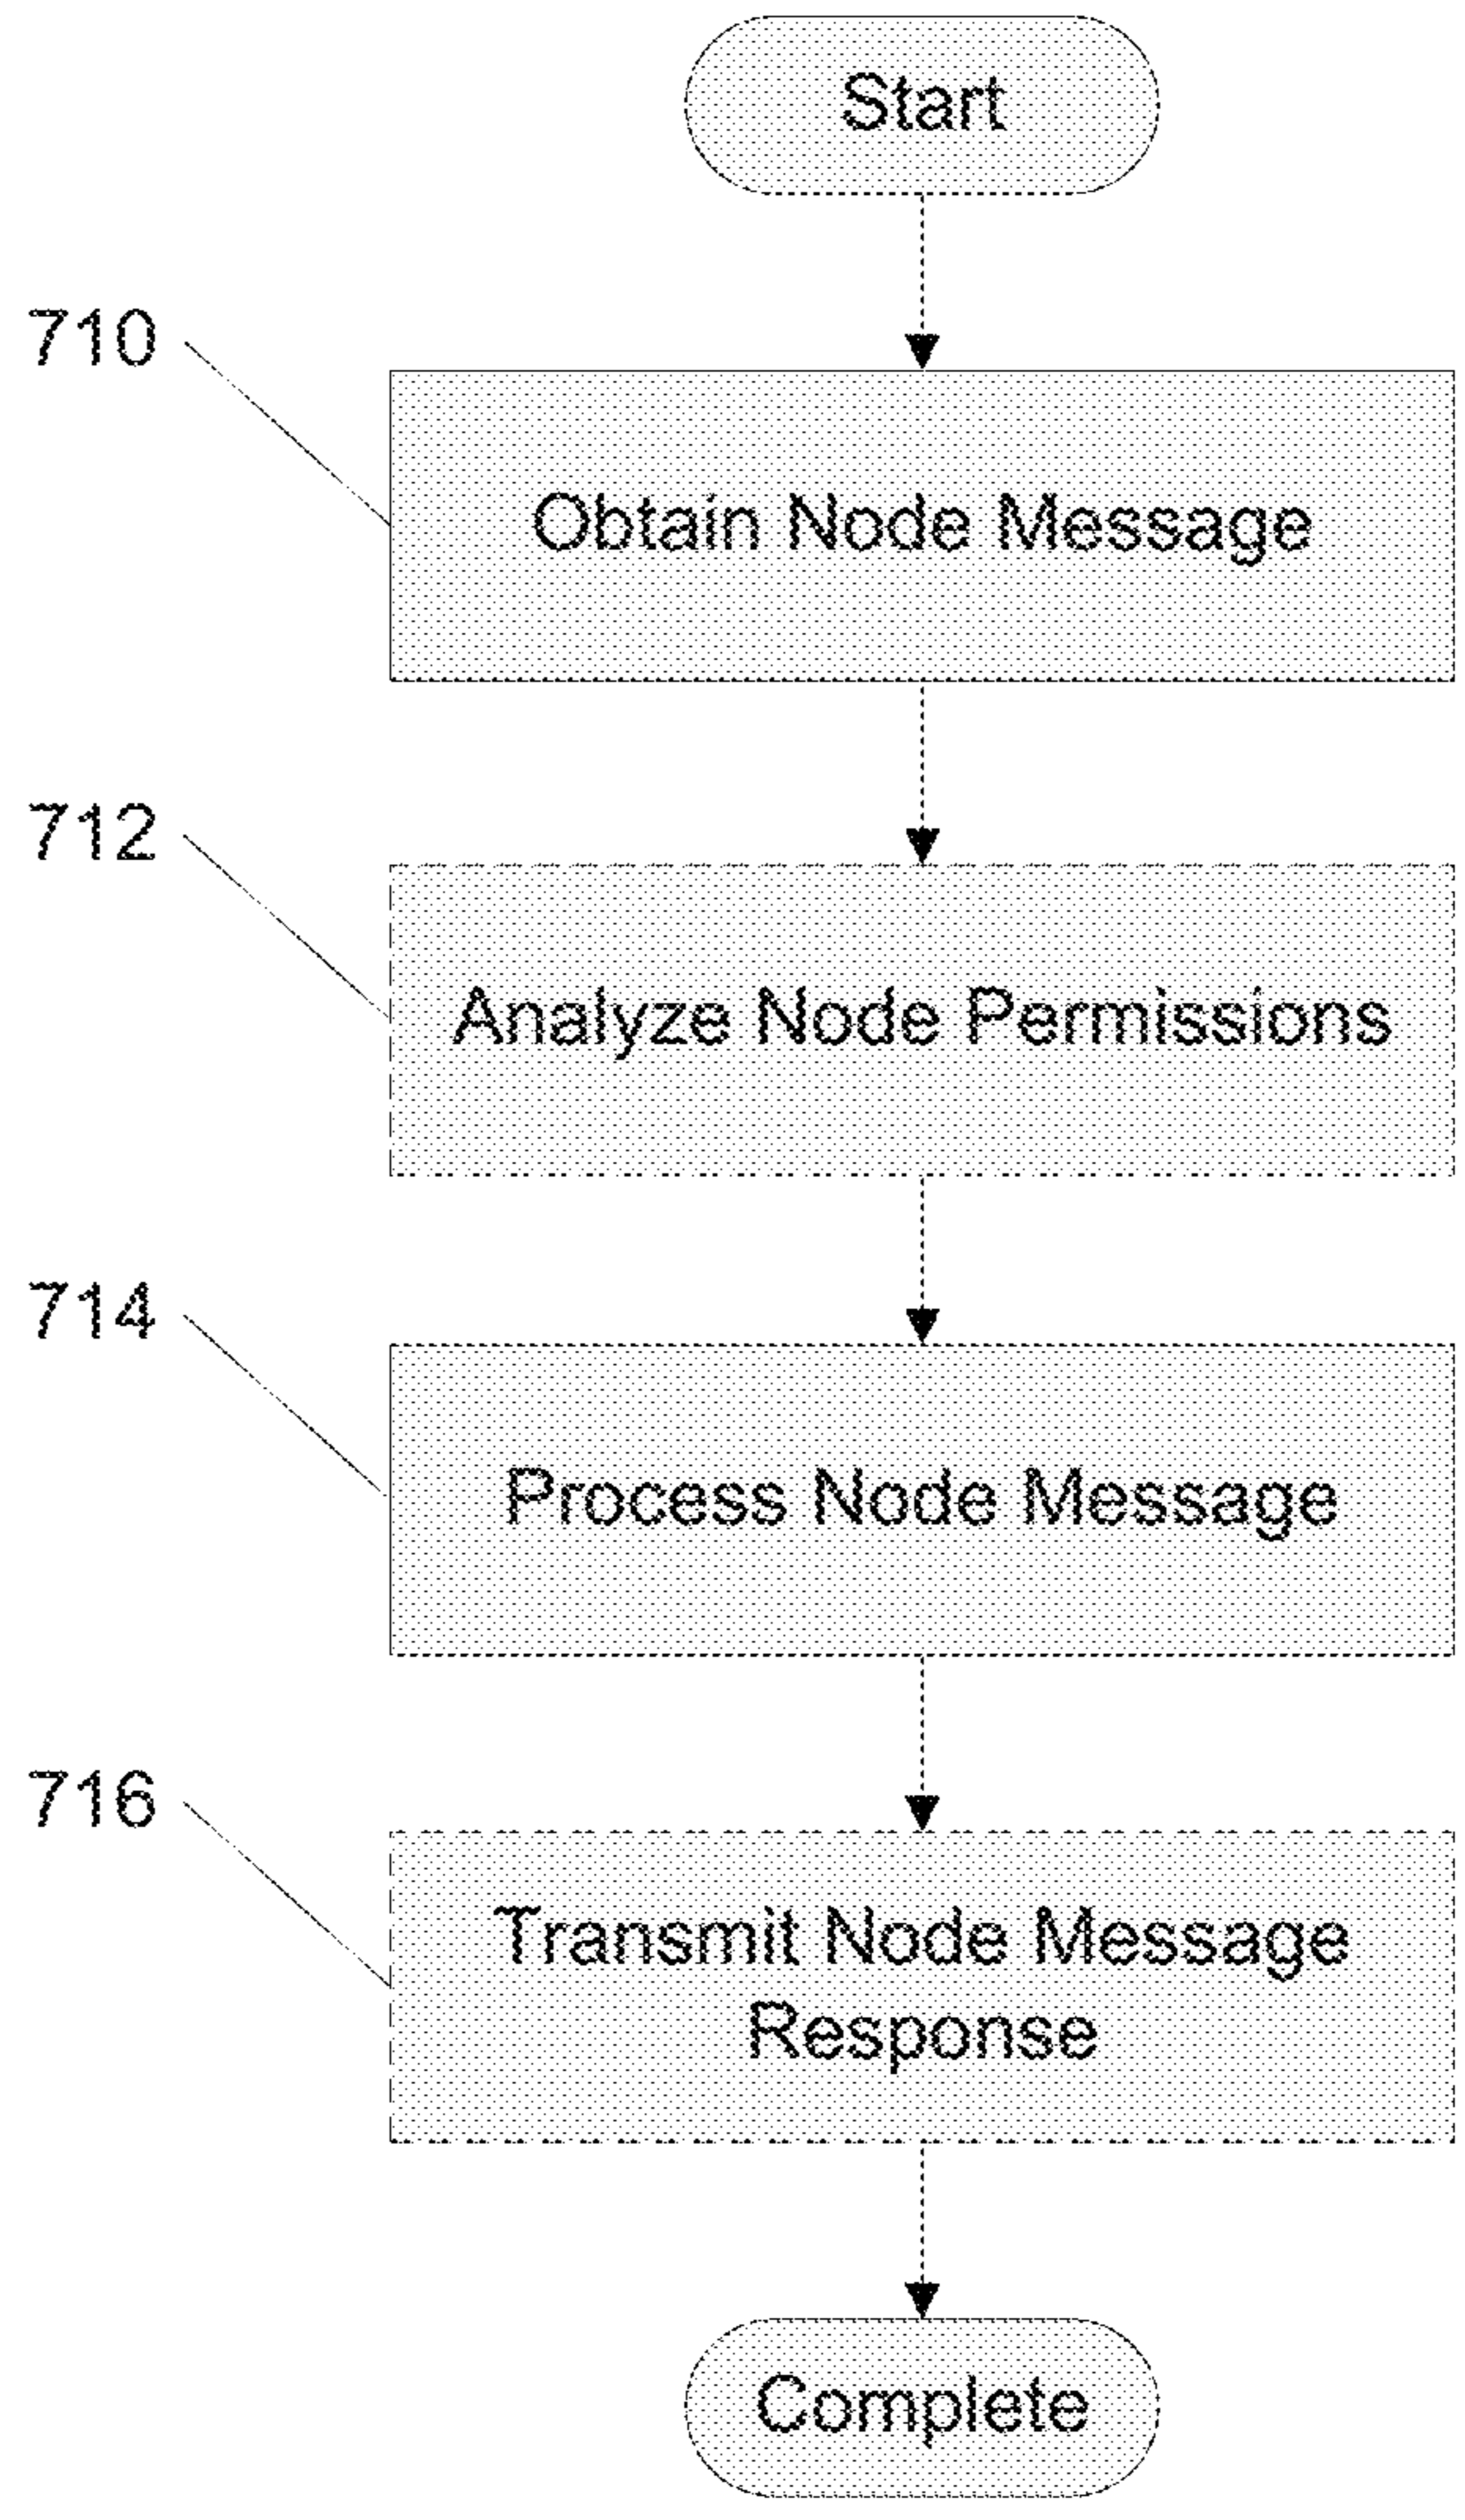 Start
710
Obtain Node Message
712
Analyze Node Permissions
714
Process Node Message
716
Transmit Node Message
Response
Complete